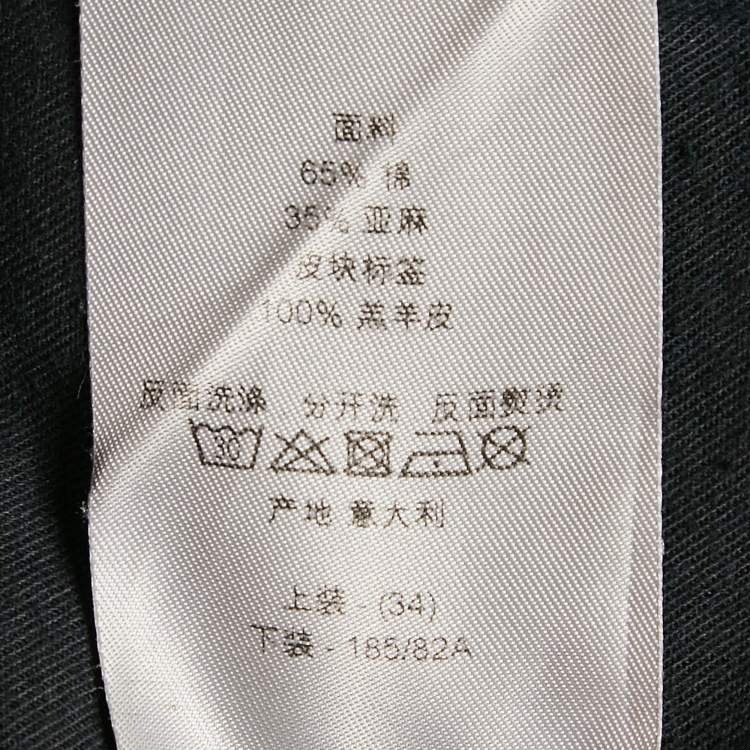 面料
65% 棉
35% 亚麻
皮块标签
100% 羔羊皮
反面洗涤 分开洗 反面熨烫
30
产地 意大利
上装 - (34)
下装 - 185/82A